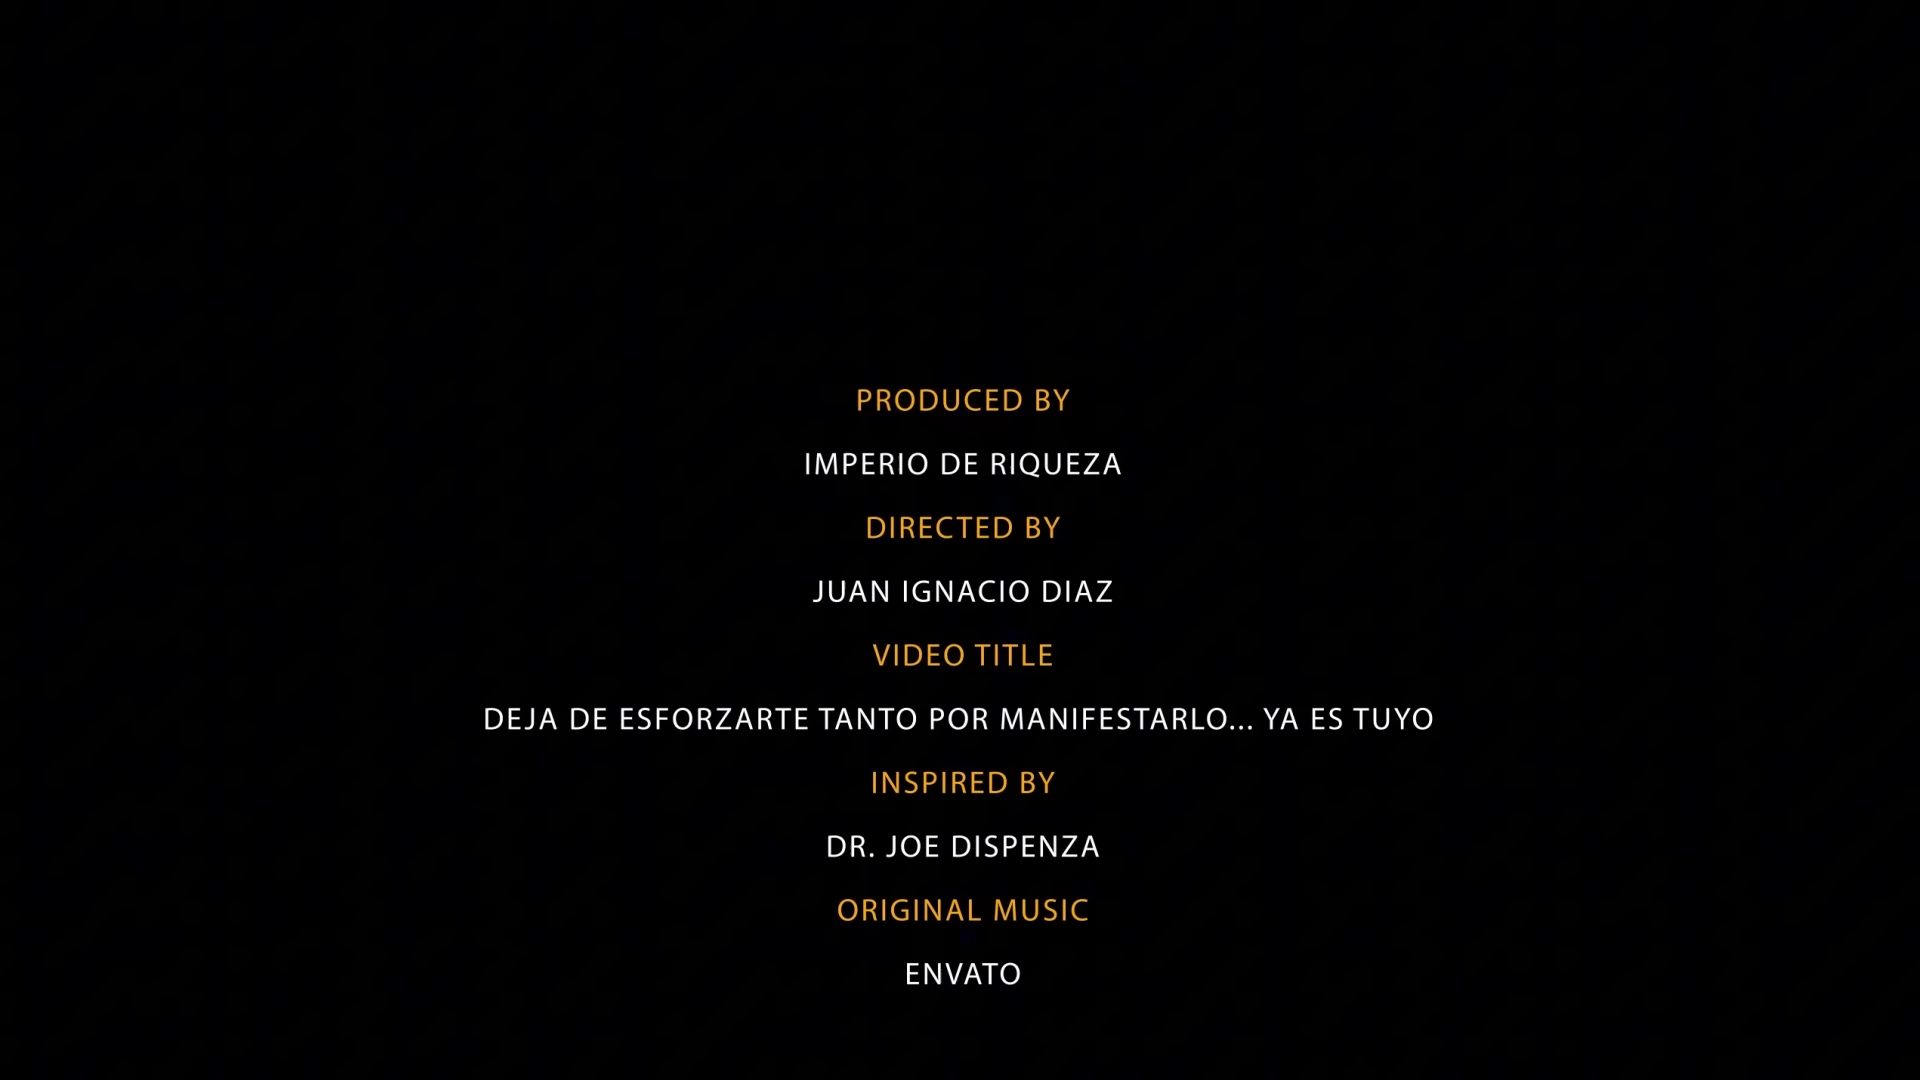 PRODUCED BY
IMPERIO DE RIQUEZA
DIRECTED BY
JUAN IGNACIO DIAZ
VIDEO TITLE
DEJA DE ESFORZARTE TANTO POR MANIFESTARLO... YA ES TUYO
INSPIRED BY
DR. JOE DISPENZA
ORIGINAL MUSIC
ENVATO